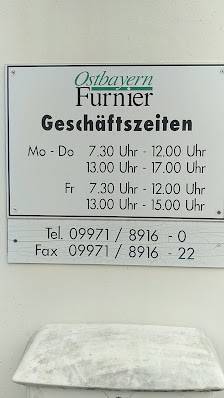 Ostbayern
Furnier
Geschäftszeiten
Mo - Do 7.30 Uhr - 12.00 Uhr
13.00 Uhr - 17.00 Uhr
Fr 7.30 Uhr - 12.00 Uhr
13.00 Uhr - 15.00 Uhr
Tel. 09971 / 8916 - 0
Fax 09971 / 8916 - 22